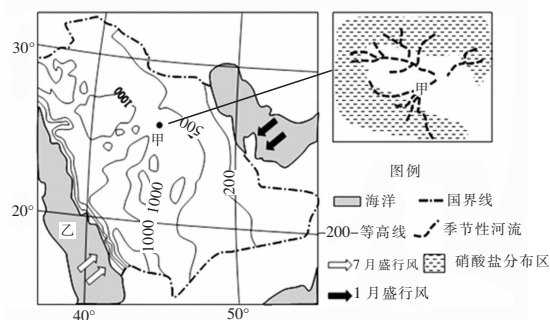 30°
20°
40°
50°
1000
甲
500
200
1000
1000
乙
甲
图例
海洋
国界线
200 等高线
季节性河流
7月盛行风
硝酸盐分布区
1月盛行风